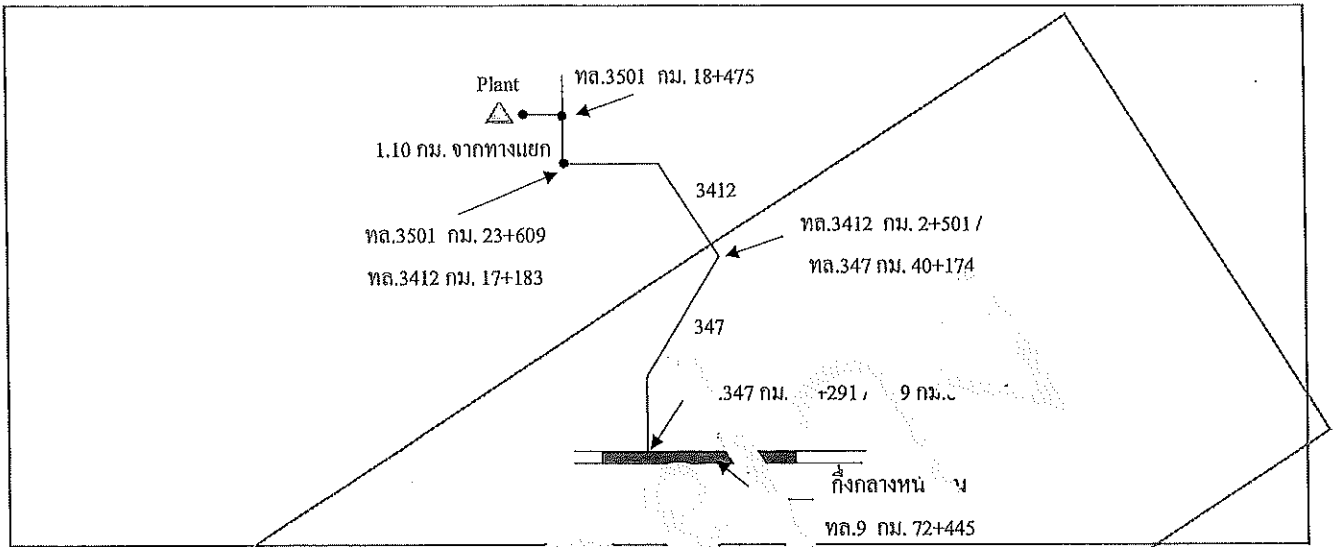 Plant
ทล.3501 กม. 18+475
1.10 กม. จากทางแยก
3412
ทล.3501 กม. 23+609
ทล.3412 กม. 17+183
ทล.3412 กม. 2+501 /
ทล.347 กม. 40+174
347
.347 กม. +291 / 9 กม.
กึ่งกลาง
ทล.9 กม. 72+445